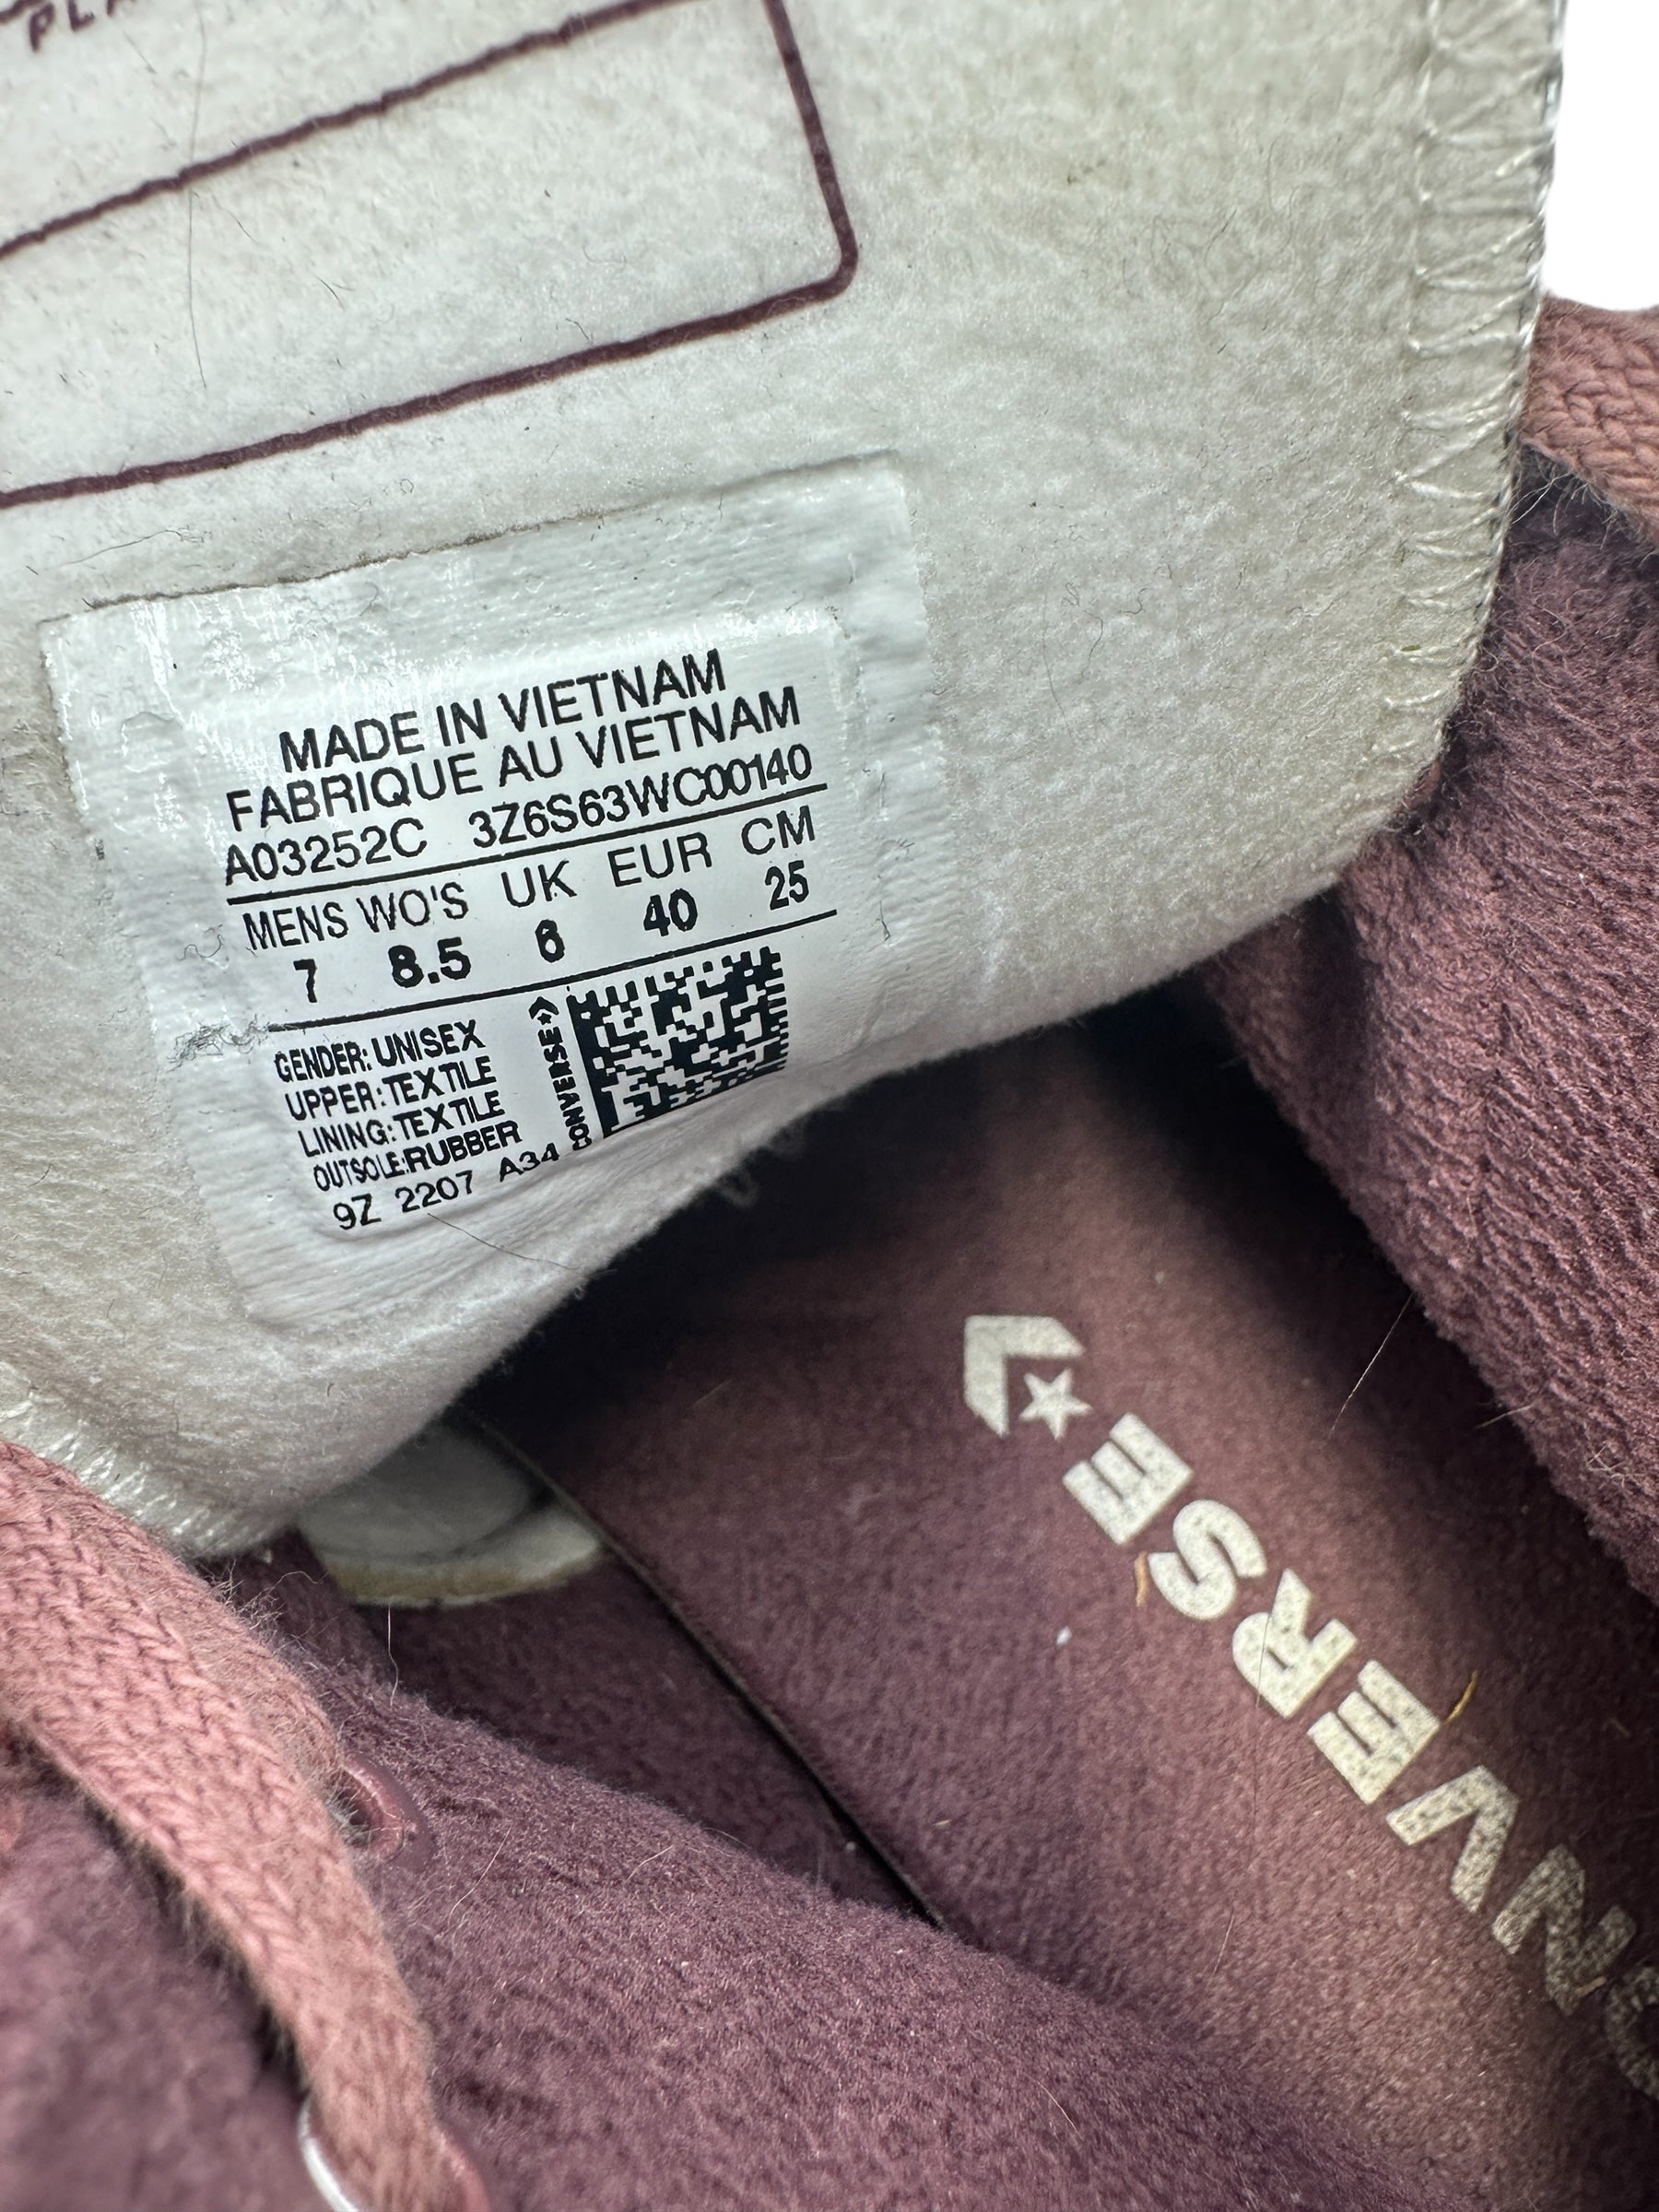 PLA
MADE IN VIETNAM
FABRIQUE AU VIETNAM
A03252C 3Z6S63WC00140
MENS WO'S UK EUR CM
7 8.5 6 40 25
GENDER: UNISEX
UPPER: TEXTILE
LINING: TEXTILE
OUTSOLE: RUBBER
9Z 2207 A34
CONVERSE
CONVERSE